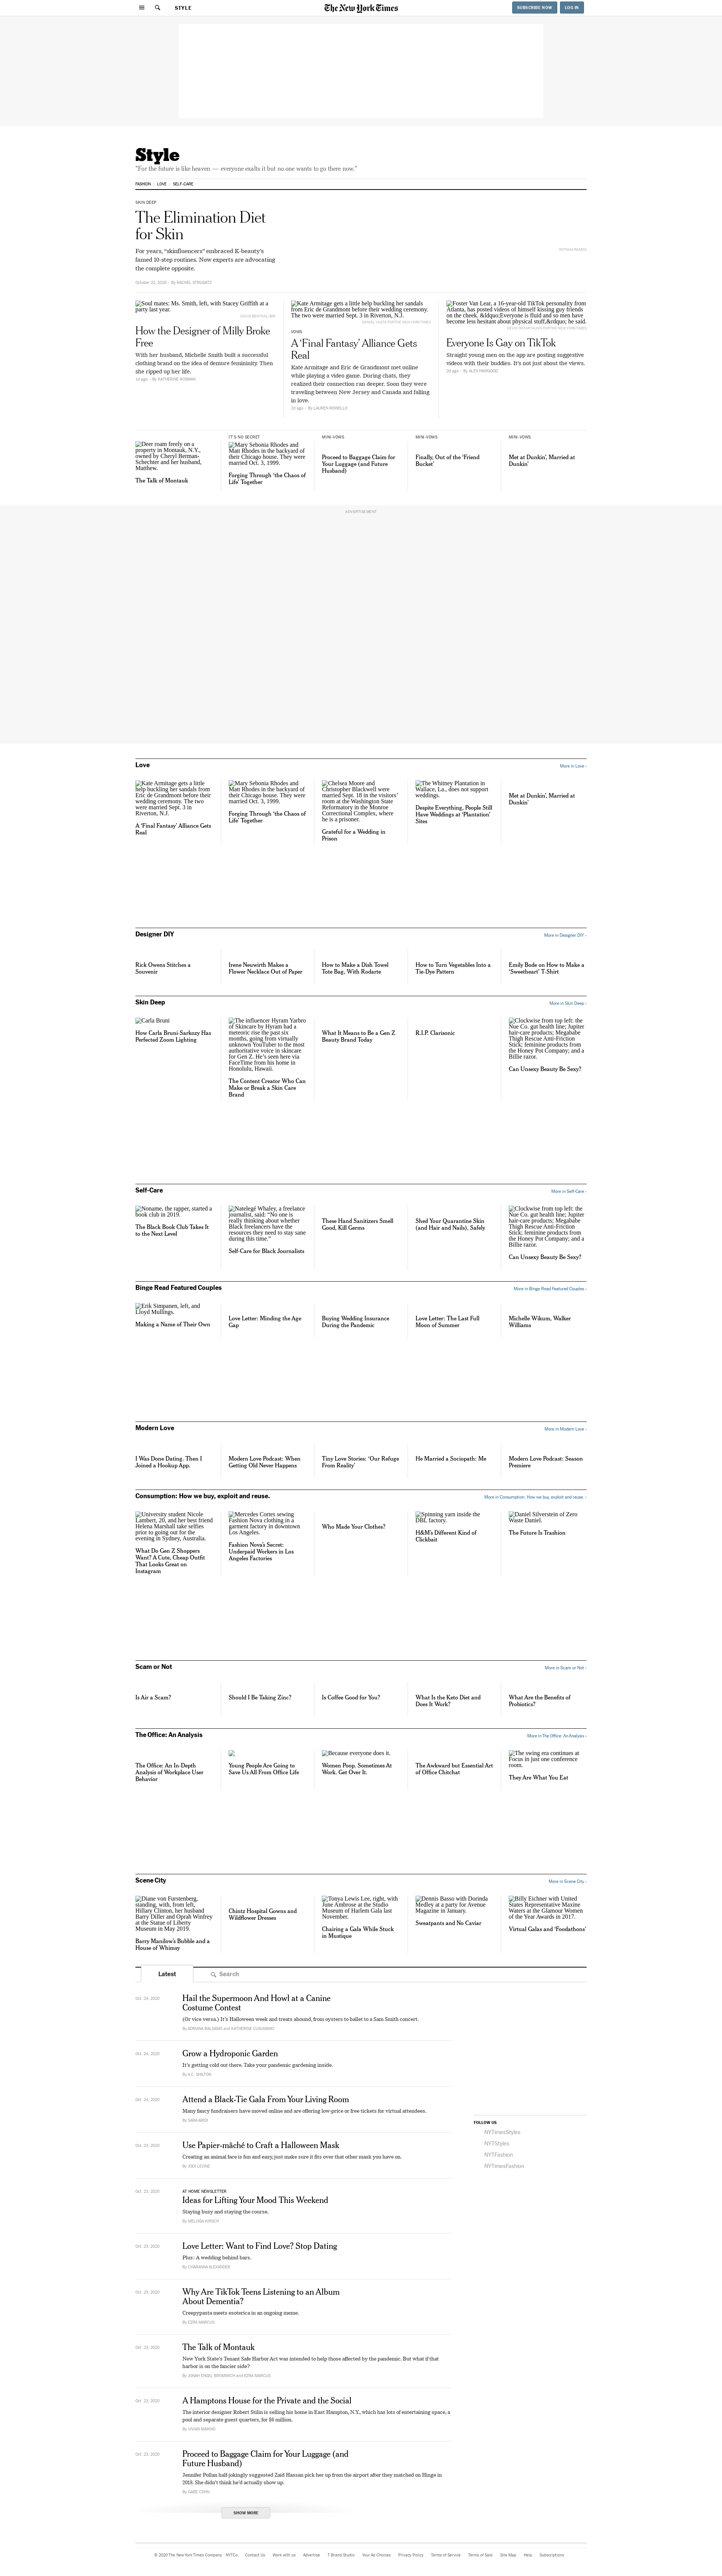 STYLE
The New York Times
SUBSCRIBE NOW
LOG IN
Style
"For the future is like heaven — everyone exalts it but no one wants to go there now."
FASHION
LOVE
SELF-CARE
SKIN DEEP
The Elimination Diet
for Skin
For years, "skinfluencers" embraced K-beauty's
famed 10-step routines. Now experts are advocating
the complete opposite.
October 22, 2020 · By RACHEL STRUGATZ
Soul mates: Ms. Smith, left, with Stacey Griffith at a
party last year.
How the Designer of Milly Broke
Free
With her husband, Michelle Smith built a successful
clothing brand on the idea of demure femininity. Then
she ripped up her life.
1d ago · By KATHERINE ROSMAN
Kate Armitage gets a little help buckling her sandals
from Eric de Grandmont before their wedding ceremony.
The two were married Sept. 3 in Riverton, N.J.
VOWS
A 'Final Fantasy' Alliance Gets
Real
Kate Armitage and Eric de Grandmont met online
while playing a video game. During chats, they
realized their connection ran deeper. Soon they were
traveling between New Jersey and Canada and falling
in love.
2d ago · By LAUREN ROWELLO
Foster Van Lear, a 16-year-old TikTok personality from
Atlanta, has posted videos of himself kissing guy friends
on the cheek. &ldquo;Everyone is fluid and so men have
become less hesitant about physical stuff,&rdquo; he said.
Everyone Is Gay on TikTok
Straight young men on the app are posting suggestive
videos with their buddies. It's not just about the views.
2d ago · By ALEX HAWGOOD
Deer roam freely on a
property in Montauk, N.Y.,
owned by Cheryl Berman-
Schechter and her husband,
Matthew.
The Talk of Montauk
IT'S NO SECRET
Mary Sebonia Rhodes and
Matt Rhodes in the backyard of
their Chicago house. They were
married Oct. 3, 1999.
Forging Through 'the Chaos of
Life' Together
MINI-VOWS
Proceed to Baggage Claim for
Your Luggage (and Future
Husband)
MINI-VOWS
Finally, Out of the 'Friend
Bucket'
MINI-VOWS
Met at Dunkin', Married at
Dunkin'
ADVERTISEMENT
Love
More in Love ›
Kate Armitage gets a little
help buckling her sandals from
Eric de Grandmont before their
wedding ceremony. The two
were married Sept. 3 in
Riverton, N.J.
A 'Final Fantasy' Alliance Gets
Real
Mary Sebonia Rhodes and
Matt Rhodes in the backyard of
their Chicago house. They were
married Oct. 3, 1999.
Forging Through 'the Chaos of
Life' Together
Chelsea Moore and
Christopher Blackwell were
married Sept. 18 in the visitors'
room at the Washington State
Reformatory in the Monroe
Correctional Complex, where
he is a prisoner.
Grateful for a Wedding in
Prison
The Whitney Plantation in
Wallace, La., does not support
weddings.
Despite Everything, People Still
Have Weddings at 'Plantation'
Sites
Met at Dunkin', Married at
Dunkin'
Designer DIY
More in Designer DIY ›
Rick Owens Stitches a
Souvenir
Irene Neuwirth Makes a
Flower Necklace Out of Paper
How to Make a Dish Towel
Tote Bag, With Rodarte
How to Turn Vegetables Into a
Tie-Dye Pattern
Emily Bode on How to Make a
'Sweetheart' T-Shirt
Skin Deep
More in Skin Deep ›
Carla Bruni
How Carla Bruni-Sarkozy Has
Perfected Zoom Lighting
The influencer Hyram Yarbro
of Skincare by Hyram had a
meteoric rise the past six
months, going from virtually
unknown YouTuber to the most
authoritative voice in skincare
for Gen Z. He's seen here via
FaceTime from his home in
Honolulu, Hawaii.
The Content Creator Who Can
Make or Break a Skin Care
Brand
What It Means to Be a Gen Z
Beauty Brand Today
R.I.P. Clarisonic
Clockwise from top left: the
Nue Co. gut health line; Jupiter
hair-care products; Megababe
Thigh Rescue Anti-Friction
Stick; feminine products from
the Honey Pot Company; and a
Billie razor.
Can Unsexy Beauty Be Sexy?
Self-Care
More in Self-Care ›
Noname, the rapper, started a
book club in 2019.
The Black Book Club Takes It
to the Next Level
Natelegé Whaley, a freelance
journalist, said: "No one is
really thinking about whether
Black freelancers have the
resources they need to stay sane
during this time."
Self-Care for Black Journalists
These Hand Sanitizers Smell
Good, Kill Germs
Shed Your Quarantine Skin
(and Hair and Nails), Safely
Clockwise from top left: the
Nue Co. gut health line; Jupiter
hair-care products; Megababe
Thigh Rescue Anti-Friction
Stick; feminine products from
the Honey Pot Company; and a
Billie razor.
Can Unsexy Beauty Be Sexy?
Binge Read Featured Couples
More in Binge Read Featured Couples ›
Erik Simpanen, left, and
Lloyd Mullings.
Making a Name of Their Own
Love Letter: Minding the Age
Gap
Buying Wedding Insurance
During the Pandemic
Love Letter: The Last Full
Moon of Summer
Michelle Wikum, Walker
Williams
Modern Love
More in Modern Love ›
I Was Done Dating. Then I
Joined a Hookup App.
Modern Love Podcast: When
Getting Old Never Happens
Tiny Love Stories: 'Our Refuge
From Reality'
He Married a Sociopath: Me
Modern Love Podcast: Season
Premiere
Consumption: How we buy, exploit and reuse.
More in Consumption: How we buy, exploit and reuse. ›
University student Nicole
Lambert, 20, and her best friend
Helena Marshall take selfies
prior to going out for the
evening in Sydney, Australia.
What Do Gen Z Shoppers
Want? A Cute, Cheap Outfit
That Looks Great on
Instagram
Mercedes Cortes sewing
Fashion Nova clothing in a
garment factory in downtown
Los Angeles.
Fashion Nova's Secret:
Underpaid Workers in Los
Angeles Factories
Who Made Your Clothes?
Spinning yarn inside the
DBL factory.
H&M's Different Kind of
Clickbait
Daniel Silverstein of Zero
Waste Daniel.
The Future Is Trashion
Scam or Not
More in Scam or Not ›
Is Air a Scam?
Should I Be Taking Zinc?
Is Coffee Good for You?
What Is the Keto Diet and
Does It Work?
What Are the Benefits of
Probiotics?
The Office: An Analysis
More in The Office: An Analysis ›
The Office: An In-Depth
Analysis of Workplace User
Behavior
Young People Are Going to
Save Us All From Office Life
Because everyone does it.
Women Poop. Sometimes At
Work. Get Over It.
The Awkward but Essential Art
of Office Chitchat
The swing era continues at
Focus in just one conference
room.
They Are What You Eat
Scene City
More in Scene City ›
Diane von Furstenberg,
standing, with, from left,
Hillary Clinton, her husband
Barry Diller and Oprah Winfrey
at the Statue of Liberty
Museum in May 2019.
Barry Manilow's Bubble and a
House of Whimsy
Chintz Hospital Gowns and
Wildflower Dresses
Tonya Lewis Lee, right, with
June Ambrose at the Studio
Museum of Harlem Gala last
November.
Chairing a Gala While Stuck
in Mustique
Dennis Basso with Dorinda
Medley at a party for Avenue
Magazine in January.
Sweatpants and No Caviar
Billy Eichner with United
States Representative Maxine
Waters at the Glamour Women
of the Year Awards in 2017.
Virtual Galas and 'Foodathons'
Latest
Search
Oct. 24, 2020
Hail the Supermoon And Howl at a Canine
Costume Contest
(Or vice versa.) It's Halloween week and treats abound, from oysters to ballet to a Sam Smith concert.
By ADRIANA BALSAMO and KATHERINE CUSUMANO
Oct. 24, 2020
Grow a Hydroponic Garden
It's getting cold out there. Take your pandemic gardening inside.
By A.C. SHILTON
Oct. 24, 2020
Attend a Black-Tie Gala From Your Living Room
Many fancy fundraisers have moved online and are offering low-price or free tickets for virtual attendees.
By SARA ARIDI
Oct. 23, 2020
Use Papier-mâché to Craft a Halloween Mask
Creating an animal face is fun and easy, just make sure it fits over that other mask you have on.
By JODI LEVINE
Oct. 23, 2020
AT HOME NEWSLETTER
Ideas for Lifting Your Mood This Weekend
Staying busy and staying the course.
By MELISSA KIRSCH
Oct. 23, 2020
Love Letter: Want to Find Love? Stop Dating
Plus: A wedding behind bars.
By CHARANNA ALEXANDER
Oct. 23, 2020
Why Are TikTok Teens Listening to an Album
About Dementia?
Creepypasta meets esoterica in an ongoing meme.
By EZRA MARCUS
Oct. 23, 2020
The Talk of Montauk
New York State's Tenant Safe Harbor Act was intended to help those affected by the pandemic. But what if that
harbor is on the fancier side?
By JONAH ENGEL BROMWICH and EZRA MARCUS
Oct. 23, 2020
A Hamptons House for the Private and the Social
The interior designer Robert Stilin is selling his home in East Hampton, N.Y., which has lots of entertaining space, a
pool and separate guest quarters, for $6 million.
By VIVIAN MARINO
Oct. 23, 2020
Proceed to Baggage Claim for Your Luggage (and
Future Husband)
Jennifer Pollan half-jokingly suggested Zaid Hassan pick her up from the airport after they matched on Hinge in
2018. She didn't think he'd actually show up.
By GABE COHN
SHOW MORE
FOLLOW US
NYTimesStyles
NYTStyles
NYTFashion
NYTimesFashion
© 2020 The New York Times Company
NYTCo
Contact Us
Work with us
Advertise
T Brand Studio
Your Ad Choices
Privacy Policy
Terms of Service
Terms of Sale
Site Map
Help
Subscriptions